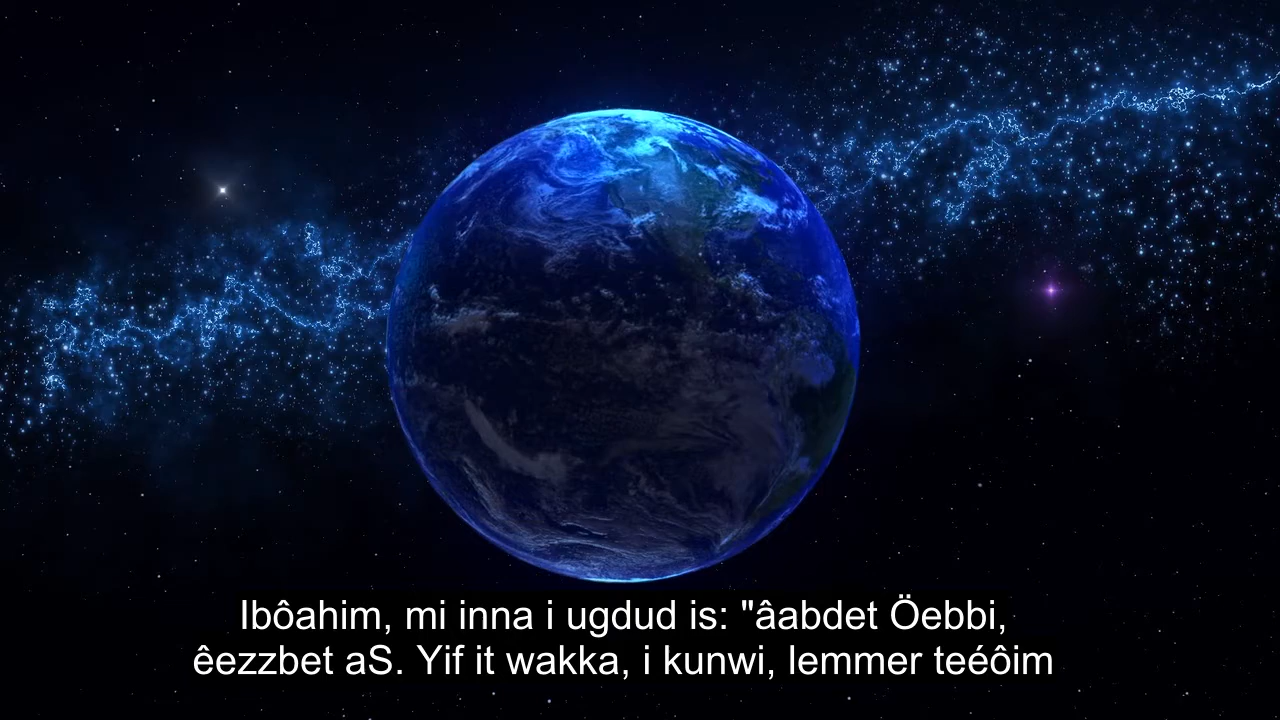 Ibôahim, mi inna i ugdud is: "âabdet Öebbi,
êezzbet aS. Yif it wakka, i kunwi, lemmer teéôim